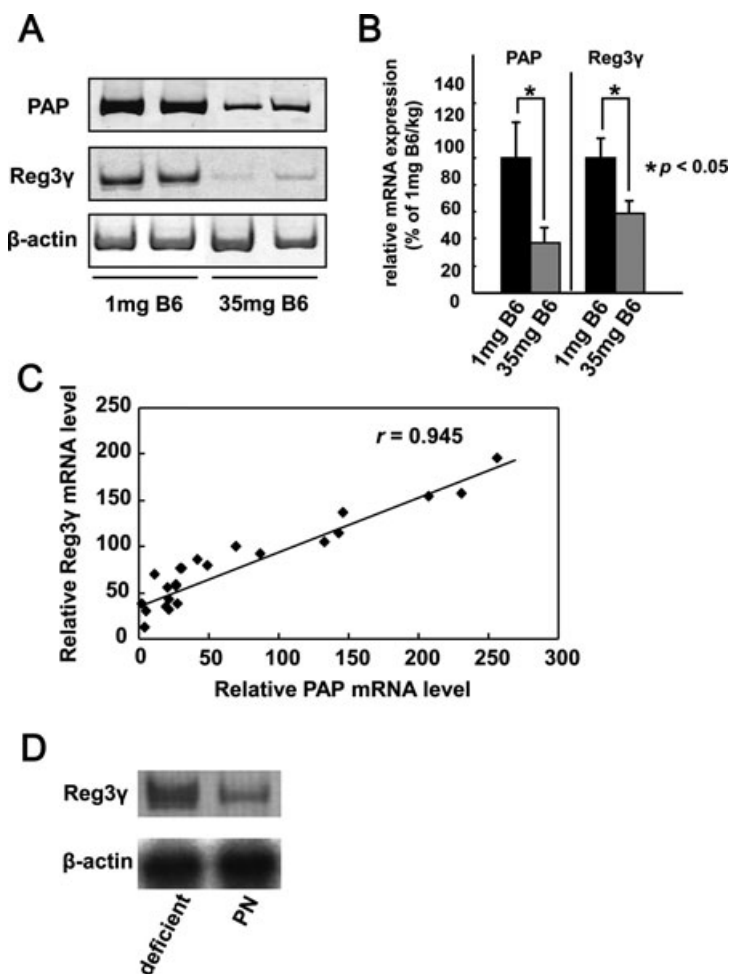 A
PAP
Reg3γ
β-actin
1mg B6 35mg B6
B
PAP Reg3γ
relative mRNA expression
(% of 1mg B6/kg)
140
120
100
80
60
40
20
0
* *
* p < 0.05
1mg B6
35mg B6
1mg B6
35mg B6
C
Relative Reg3γ mRNA level
250
200
150
100
50
0
r = 0.945
0 50 100 150 200 250 300
Relative PAP mRNA level
D
Reg3γ
β-actin
deficient
PN